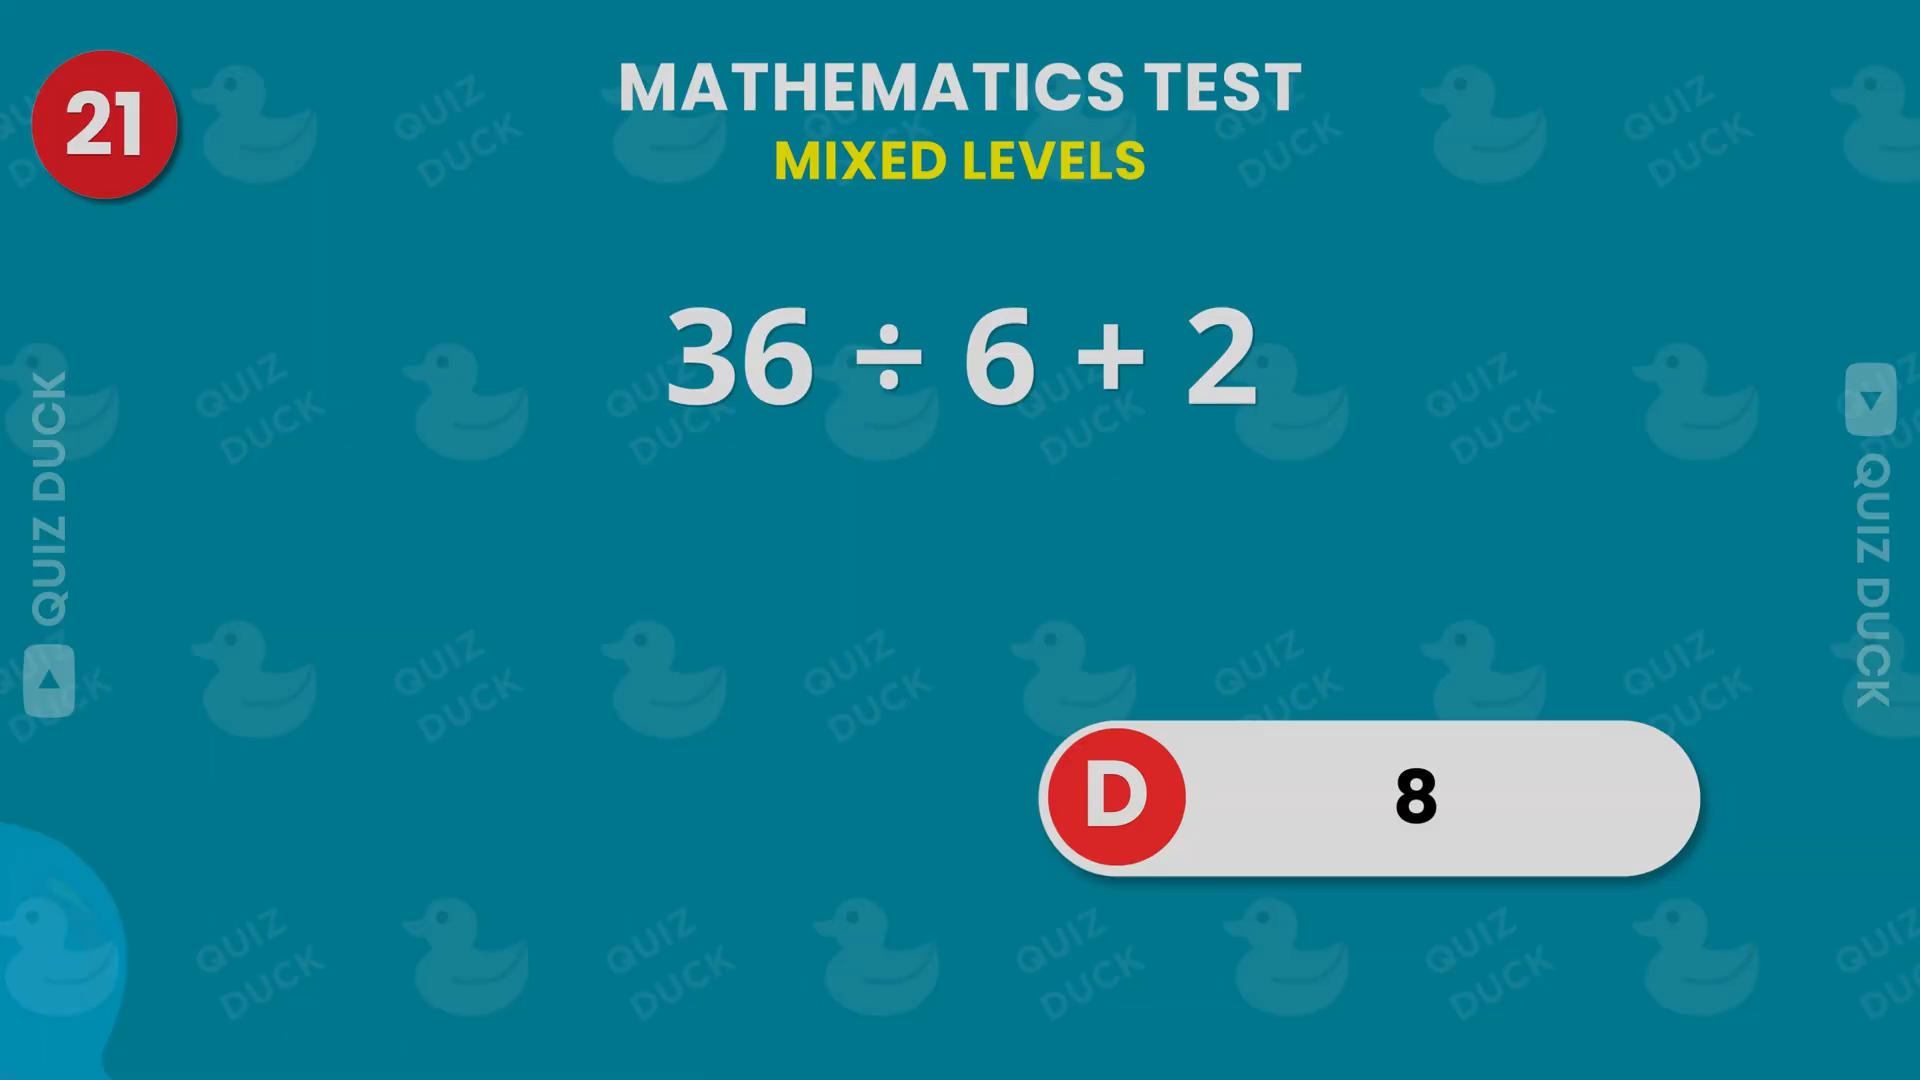 21
MATHEMATICS TEST
MIXED LEVELS
36 ÷ 6 + 2
D 8
QUIZ DUCK
QUIZ DUCK